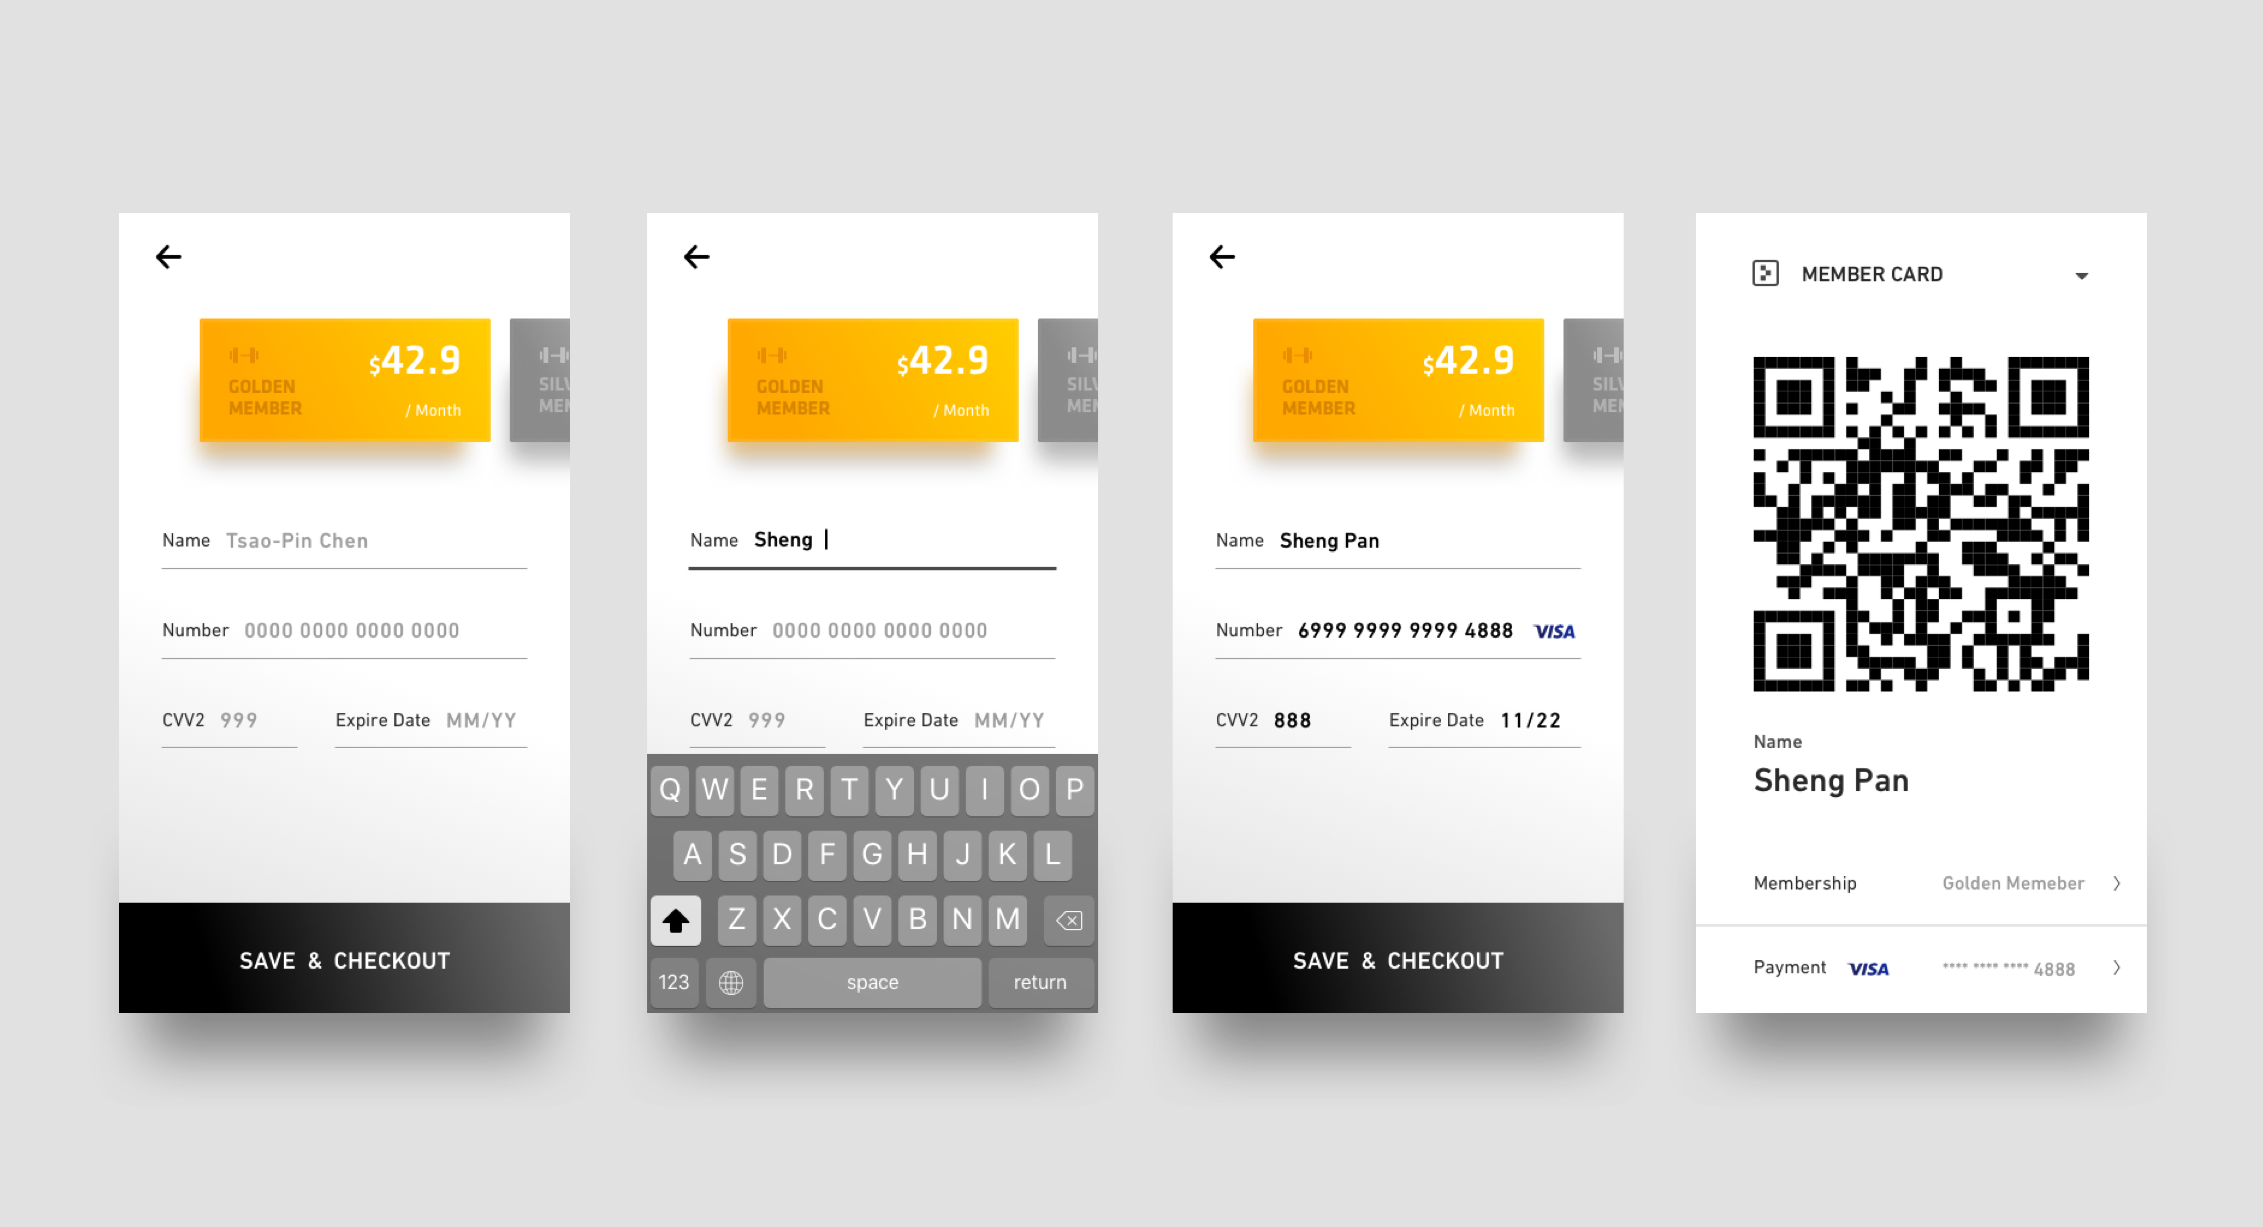 $42.9
GOLDEN
MEMBER
/ Month
SILV
MEM
Name Tsao-Pin Chen
Number 0000 0000 0000 0000
CVV2 999 Expire Date MM/YY
SAVE & CHECKOUT
$42.9
GOLDEN
MEMBER
/ Month
SILV
MEM
Name Sheng
Number 0000 0000 0000 0000
CVV2 999 Expire Date MM/YY
Q W E R T Y U I O P
A S D F G H J K L
Z X C V B N M
123 space return
$42.9
GOLDEN
MEMBER
/ Month
SILV
MEM
Name Sheng Pan
Number 6999 9999 9999 4888 VISA
CVV2 888 Expire Date 11/22
SAVE & CHECKOUT
MEMBER CARD
Name
Sheng Pan
Membership Golden Memeber
Payment VISA **** **** **** 4888